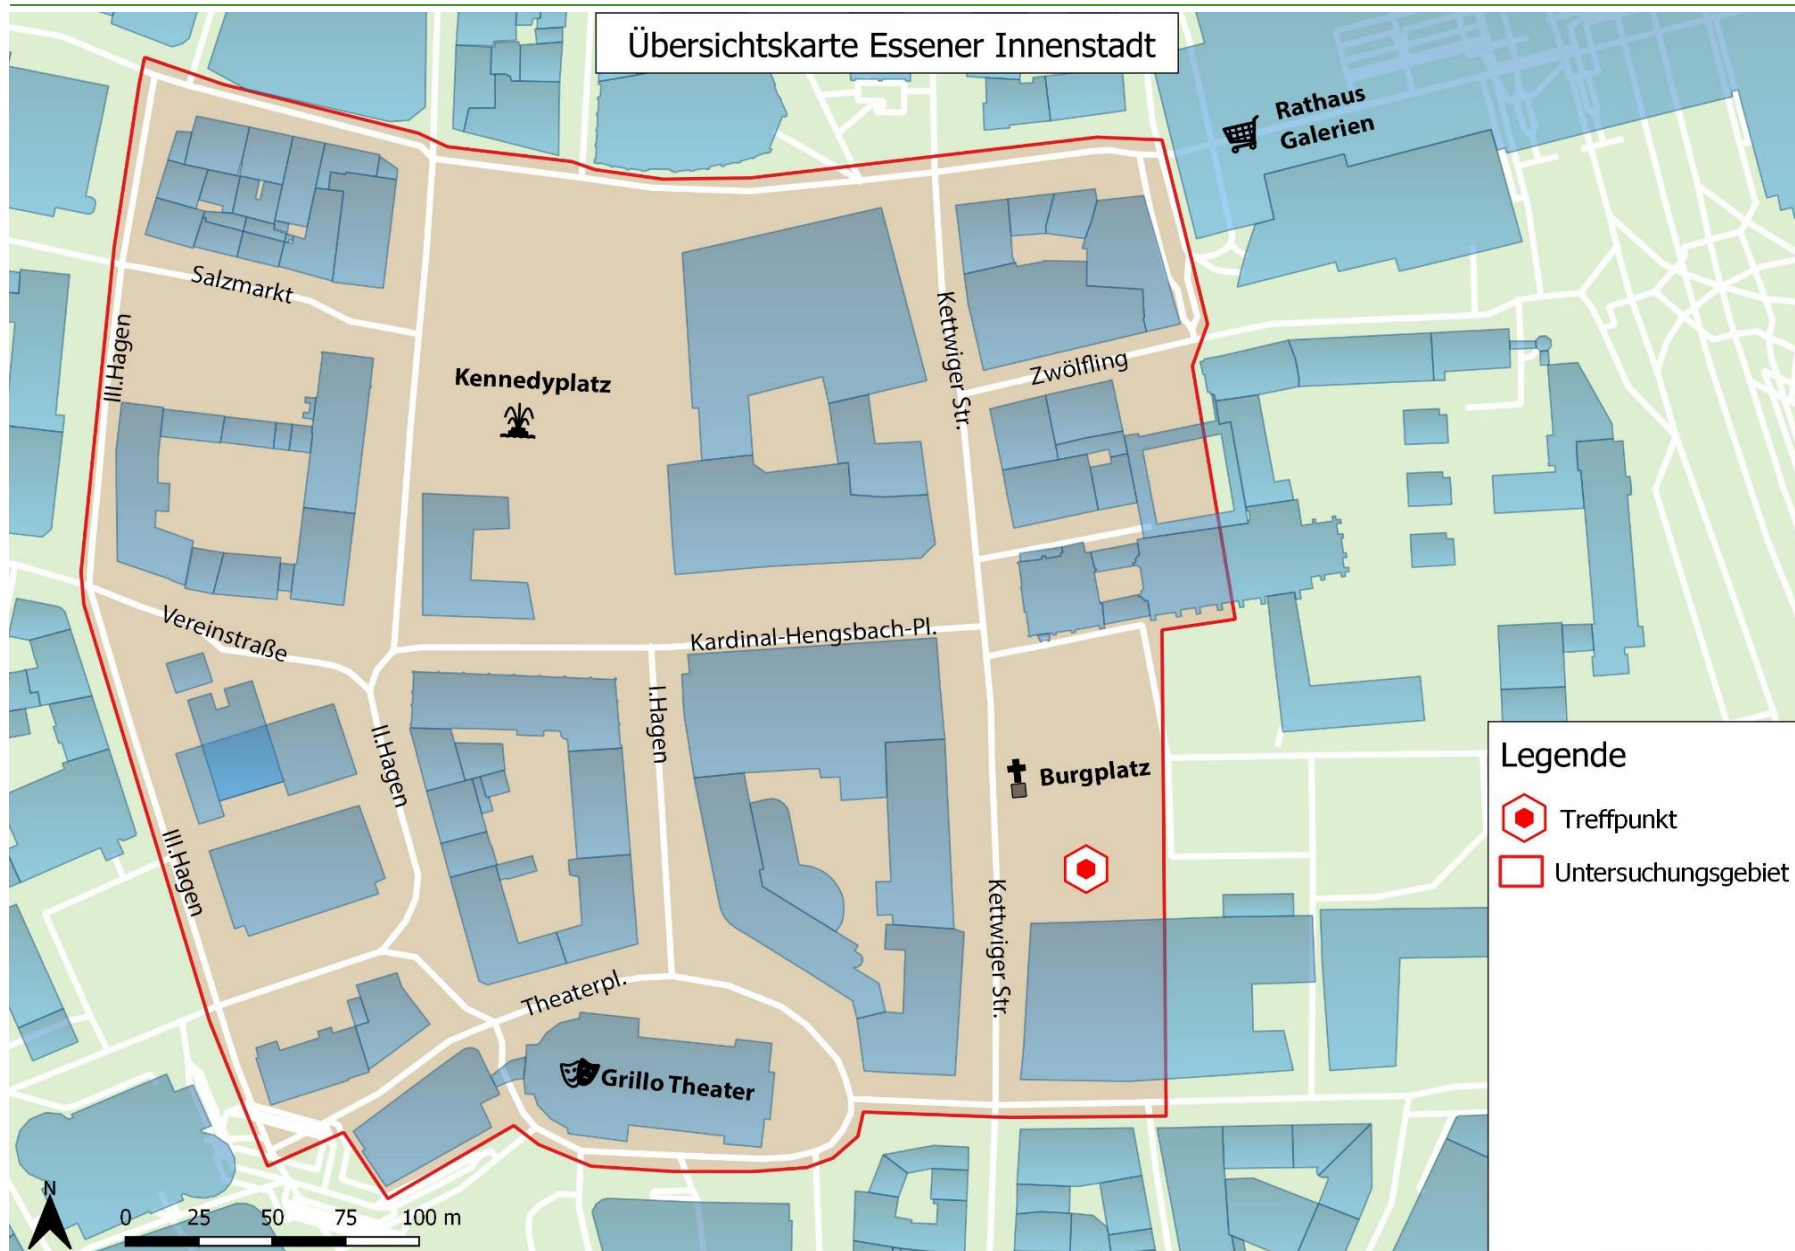 Übersichtskarte Essener Innenstadt
Rathaus
Galerien
Salzmarkt
III.Hagen
Kennedyplatz
Kettwiger Str.
Zwölfling
Vereinstraße
Kardinal-Hengsbach-Pl.
I.Hagen
II.Hagen
Burgplatz
III.Hagen
Kettwiger Str.
Theaterpl.
Grillo Theater
Legende
Treffpunkt
Untersuchungsgebiet
N
0 25 50 75 100 m